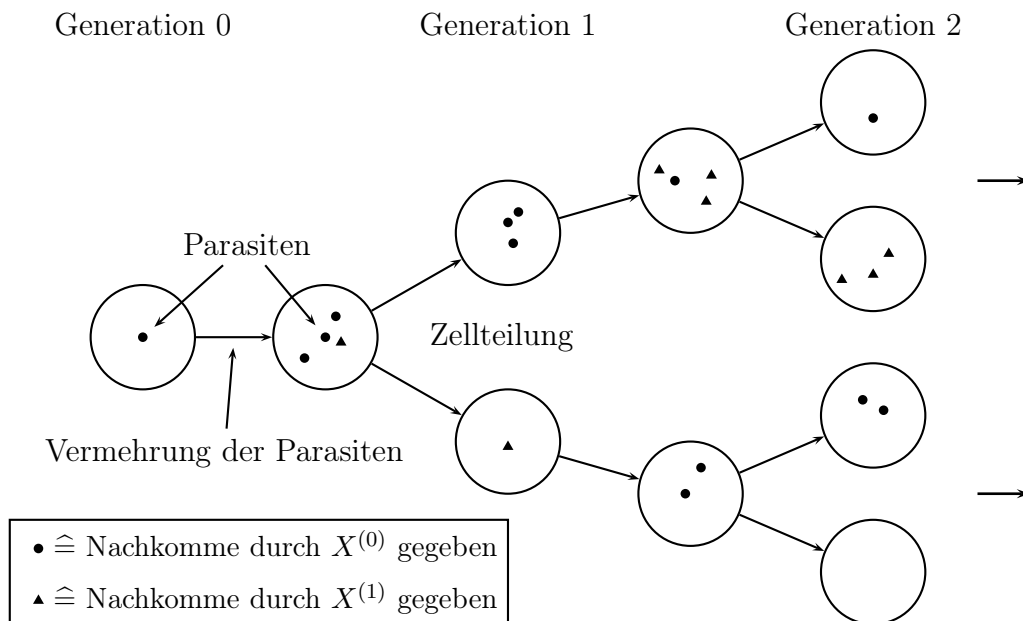 Generation 0
Generation 1
Generation 2
Parasiten
Zellteilung
Vermehrung der Parasiten
● ≙ Nachkomme durch X^(0) gegeben
▲ ≙ Nachkomme durch X^(1) gegeben